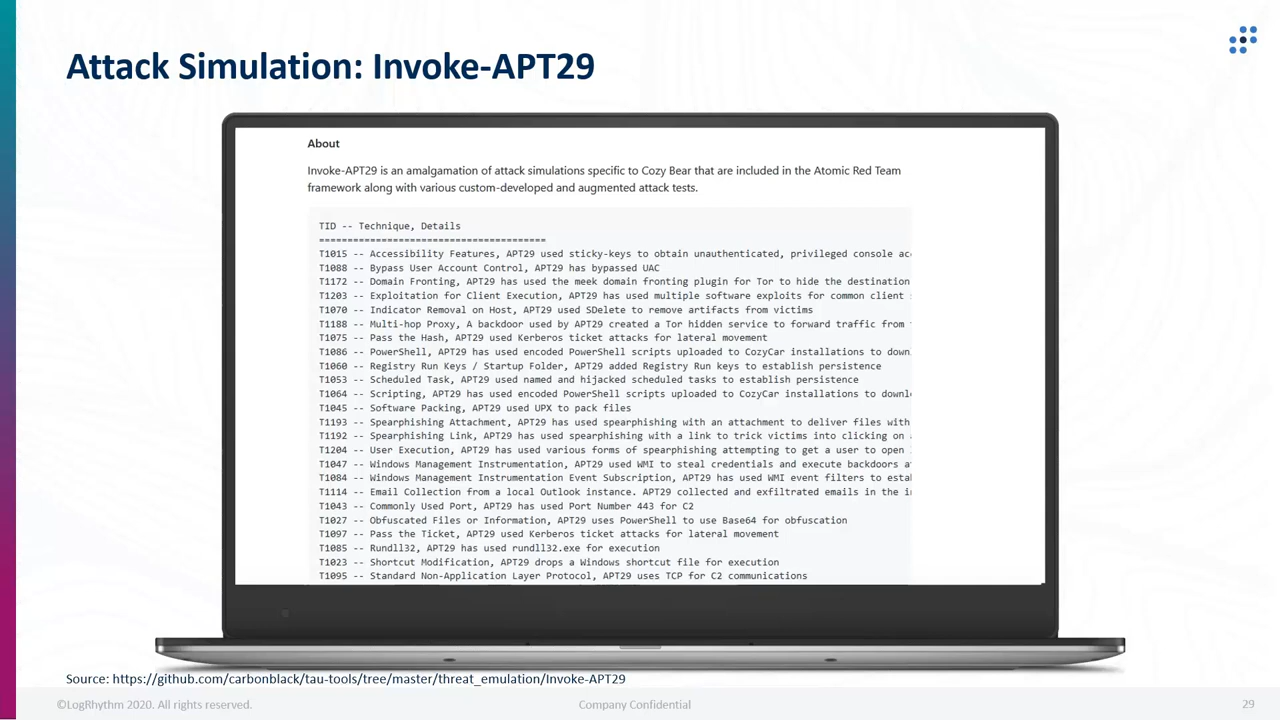 Attack Simulation: Invoke-APT29
About
Invoke-APT29 is an amalgamation of attack simulations specific to Cozy Bear that are included in the Atomic Red Team
framework along with various custom-developed and augmented attack tests.
TID -- Technique, Details
========================================
T1015 -- Accessibility Features, APT29 used sticky-keys to obtain unauthenticated, privileged console
T1088 -- Bypass User Account Control, APT29 has bypassed UAC
T1172 -- Domain Fronting, APT29 has used the meek domain fronting plugin for Tor to hide the destination
T1203 -- Exploitation for Client Execution, APT29 has used multiple software exploits for common client
T1070 -- Indicator Removal on Host, APT29 used SDelete to remove artifacts from victims
T1188 -- Multi-hop Proxy, A backdoor used by APT29 created a Tor hidden service to forward traffic from
T1075 -- Pass the Hash, APT29 used Kerberos ticket attacks for lateral movement
T1086 -- PowerShell, APT29 has used encoded PowerShell scripts uploaded to CozyCar installations to down
T1060 -- Registry Run Keys / Startup Folder, APT29 added Registry Run keys to establish persistence
T1053 -- Scheduled Task, APT29 used named and hijacked scheduled tasks to establish persistence
T1064 -- Scripting, APT29 has used encoded PowerShell scripts uploaded to CozyCar installations to downl
T1045 -- Software Packing, APT29 used UPX to pack files
T1193 -- Spearphishing Attachment, APT29 has used spearphishing with an attachment to deliver files with
T1192 -- Spearphishing Link, APT29 has used spearphishing with a link to trick victims into clicking on
T1204 -- User Execution, APT29 has used various forms of spearphishing attempting to get a user to open
T1047 -- Windows Management Instrumentation, APT29 used WMI to steal credentials and execute backdoors
T1084 -- Windows Management Instrumentation Event Subscription, APT29 has used WMI event filters to
T1114 -- Email Collection from a local Outlook instance. APT29 collected and exfiltrated emails in the
T1043 -- Commonly Used Port, APT29 has used Port Number 443 for C2
T1027 -- Obfuscated Files or Information, APT29 uses PowerShell to use Base64 for obfuscation
T1097 -- Pass the Ticket, APT29 used Kerberos ticket attacks for lateral movement
T1085 -- Rundll32, APT29 has used rundll32.exe for execution
T1023 -- Shortcut Modification, APT29 drops a Windows shortcut file for execution
T1095 -- Standard Non-Application Layer Protocol, APT29 uses TCP for C2 communications
Source: https://github.com/carbonblack/tau-tools/tree/master/threat_emulation/Invoke-APT29
©LogRhythm 2020. All rights reserved.
Company Confidential
29